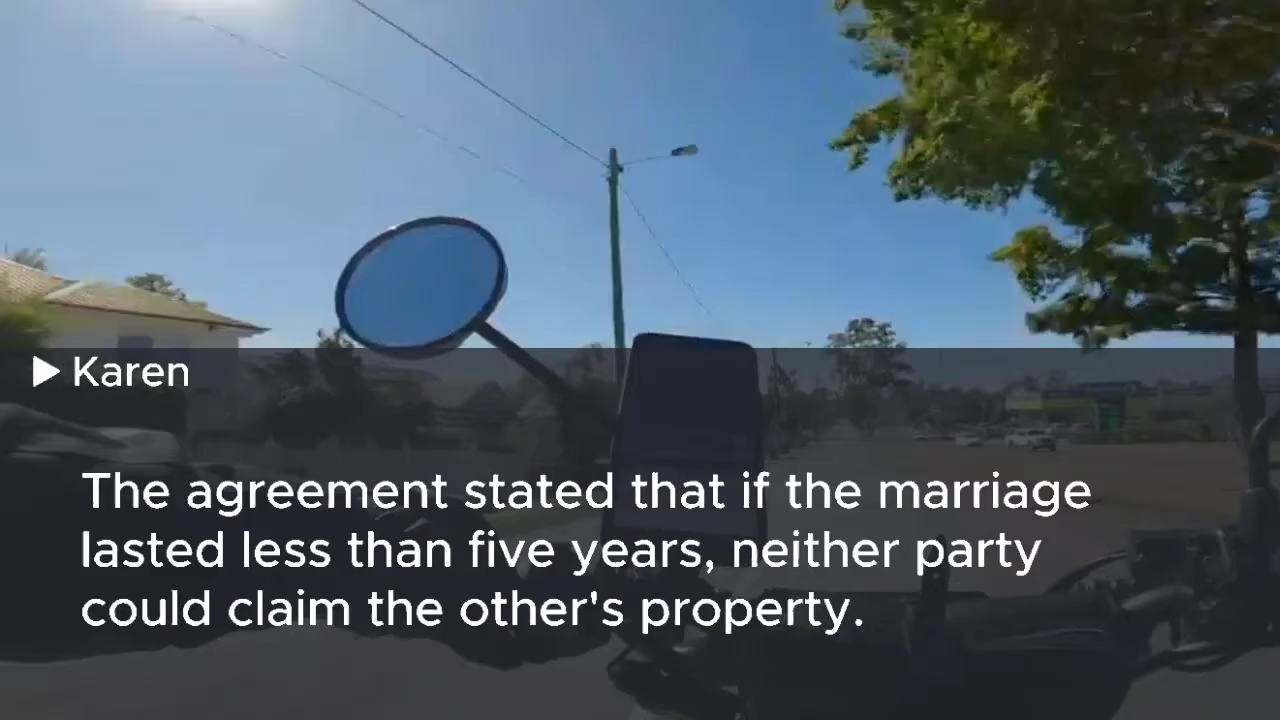 ▶ Karen
The agreement stated that if the marriage
lasted less than five years, neither party
could claim the other's property.